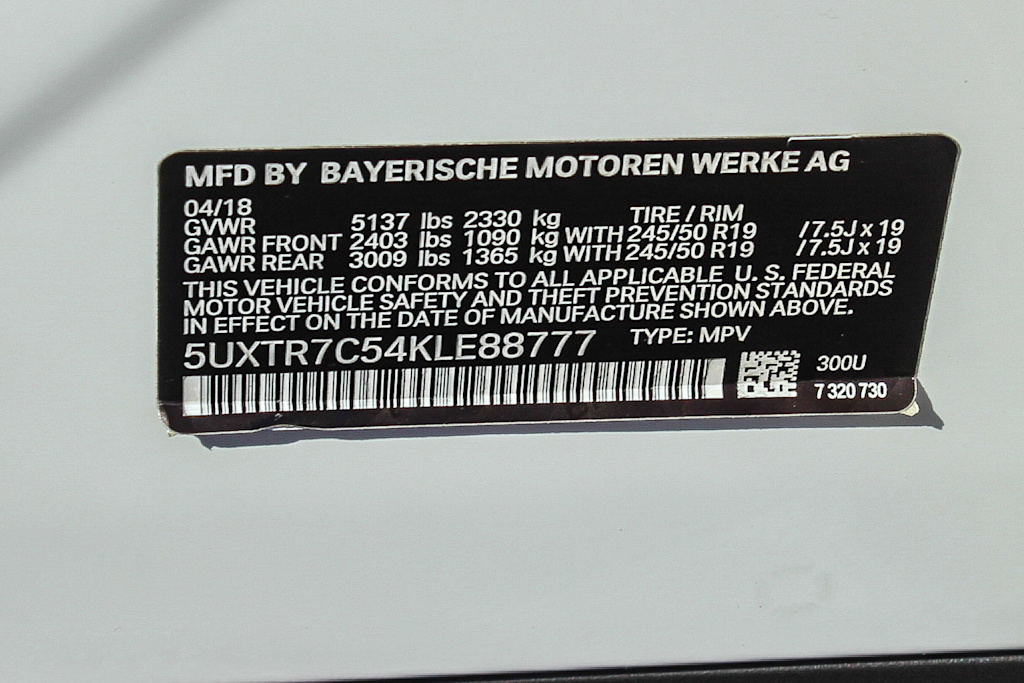 MFD BY BAYERISCHE MOTOREN WERKE AG
04/18 TIRE / RIM
GVWR 5137 lbs 2330 kg
GAWR FRONT 2403 lbs 1090 kg WITH 245/50 R19 /7.5J x 19
GAWR REAR 3009 lbs 1365 kg WITH 245/50 R19 /7.5J x 19
THIS VEHICLE CONFORMS TO ALL APPLICABLE U. S. FEDERAL
MOTOR VEHICLE SAFETY AND THEFT PREVENTION STANDARDS
IN EFFECT ON THE DATE OF MANUFACTURE SHOWN ABOVE.
5UXTR7C54KLE88777 TYPE: MPV
300U
7 320 730